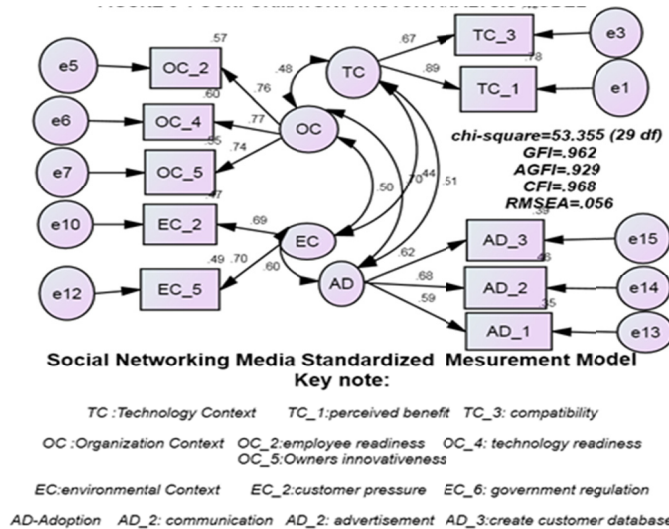 .57
.67
TC_3
e3
e5
OC_2
.48
TC
.78
.60
.76
.89
TC_1
e1
e6
OC_4
.77
OC
.55
.74
chi-square=53.355 (29 df)
GFI=.962
e7
OC_5
.44
AGFI=.929
.47
.50
.70
.51
CFI=.968
RMSEA=.056
e10
EC_2
.69
.39
EC
.62
AD_3
e15
.49
.70
.60
.46
e12
EC_5
AD
.68
AD_2
e14
.59
.35
AD_1
e13
Social Networking Media Standardized Mesurement Model
Key note:
TC :Technology Context TC_1:perceived benefit TC_3: compatibility
OC :Organization Context OC_2:employee readiness OC_4: technology readiness
OC_5:Owners innovativeness
EC:environmental Context EC_2:customer pressure EC_6: government regulation
AD-Adoption AD_2: communication AD_2: advertisement AD_3:create customer database